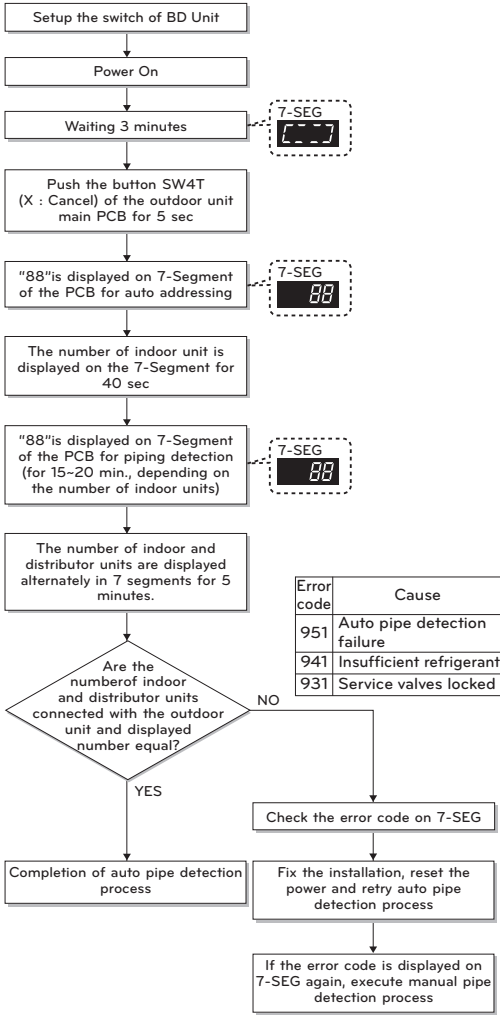 Setup the switch of BD Unit
Power On
Waiting 3 minutes
7-SEG
Push the button SW4T
(X : Cancel) of the outdoor unit
main PCB for 5 sec
“88”is displayed on 7-Segment
of the PCB for auto addressing
7-SEG
88
The number of indoor unit is
displayed on the 7-Segment for
40 sec
“88”is displayed on 7-Segment
of the PCB for piping detection
(for 15~20 min., depending on
the number of indoor units)
7-SEG
88
The number of indoor and
distributor units are displayed
alternately in 7 segments for 5
minutes.
Error
code
Cause
951 Auto pipe detection
failure
941 Insufficient refrigerant
931 Service valves locked
Are the
numberof indoor
and distributor units
connected with the outdoor
unit and displayed
number equal?
NO
YES
Check the error code on 7-SEG
Completion of auto pipe detection
process
Fix the installation, reset the
power and retry auto pipe
detection process
If the error code is displayed on
7-SEG again, execute manual pipe
detection process